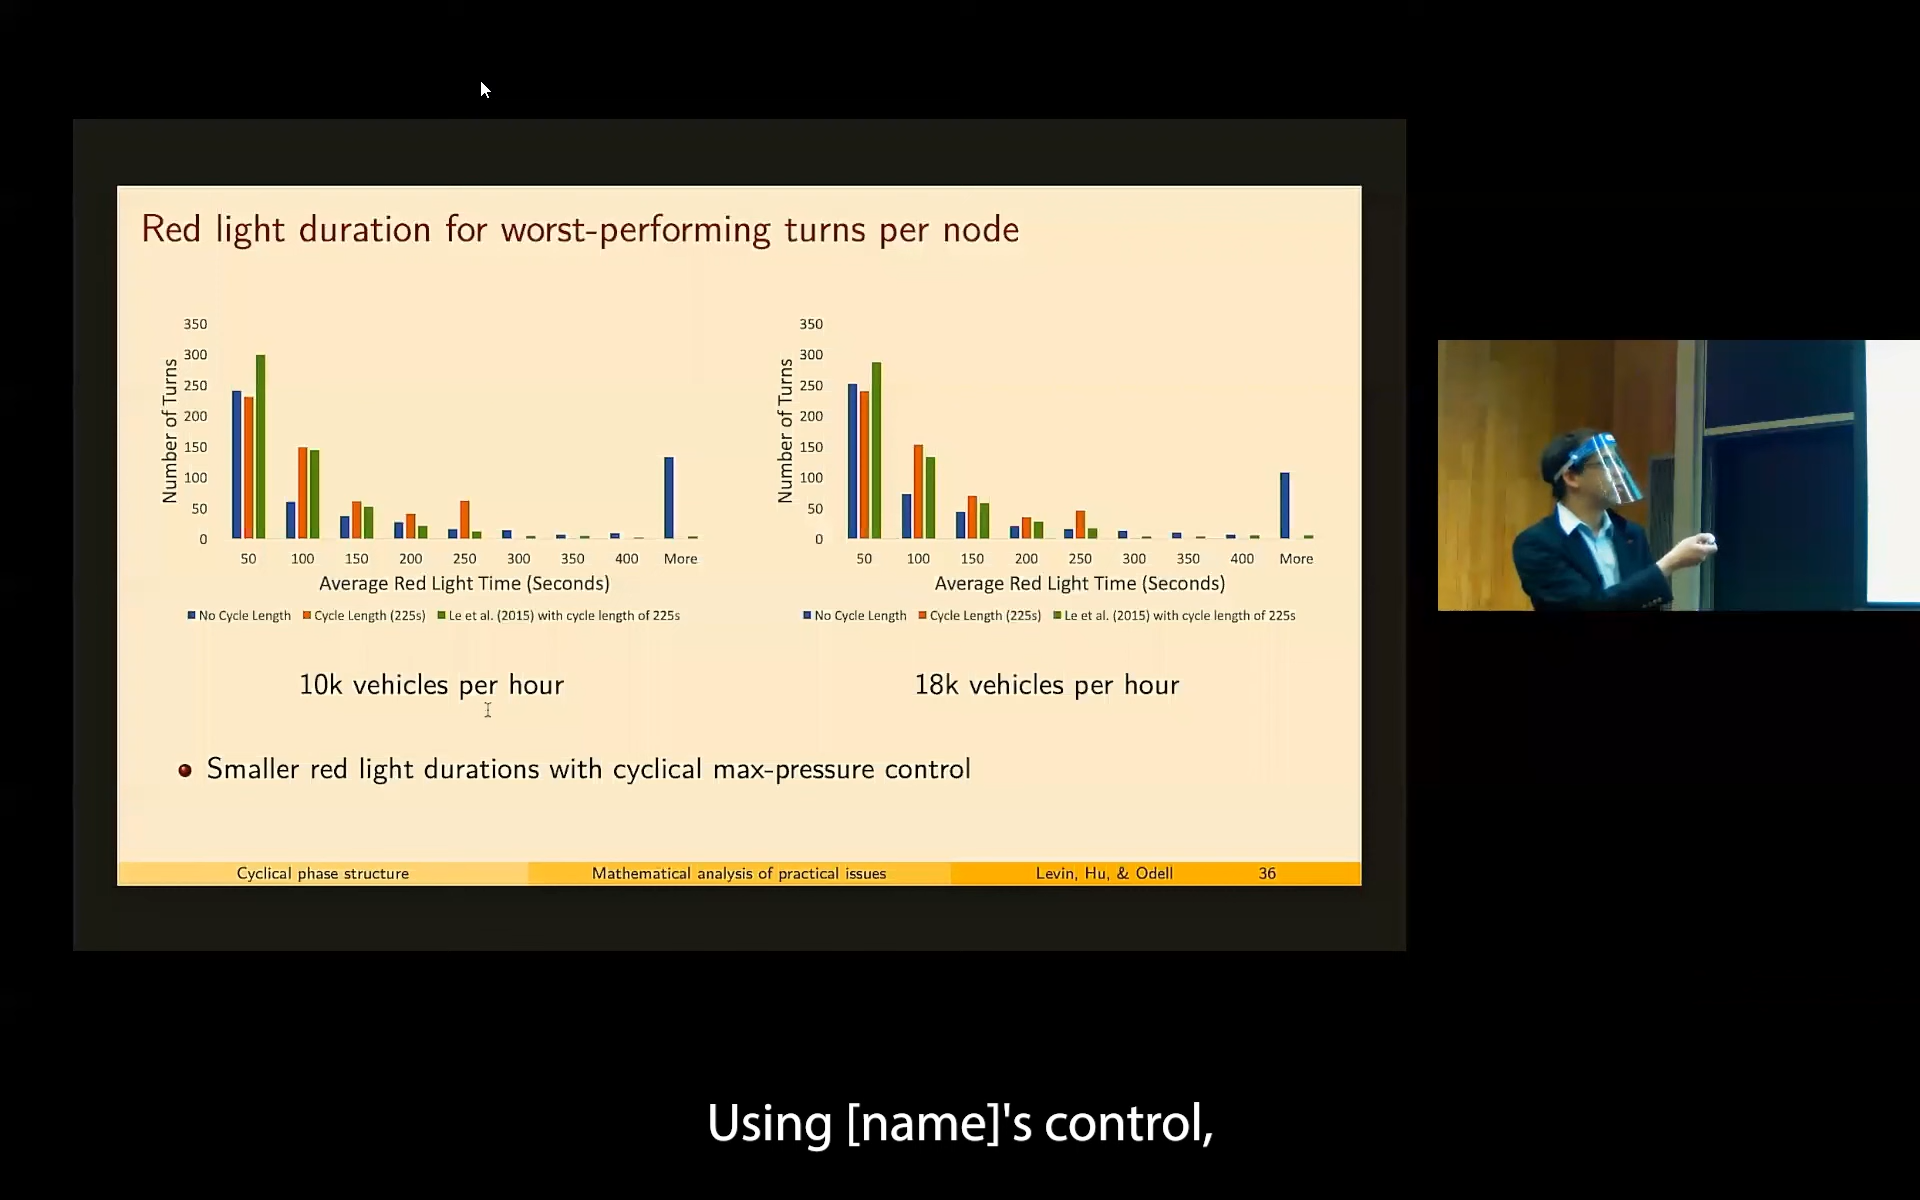 Red light duration for worst-performing turns per node
350
300
250
200
150
100
50
0
Number of Turns
50 100 150 200 250 300 350 400 More
Average Red Light Time (Seconds)
No Cycle Length Cycle Length (225s) Le et al. (2015) with cycle length of 225s
10k vehicles per hour
350
300
250
200
150
100
50
0
Number of Turns
50 100 150 200 250 300 350 400 More
Average Red Light Time (Seconds)
No Cycle Length Cycle Length (225s) Le et al. (2015) with cycle length of 225s
18k vehicles per hour
Smaller red light durations with cyclical max-pressure control
Cyclical phase structure Mathematical analysis of practical issues Levin, Hu, & Odell 36
Using [name]'s control,